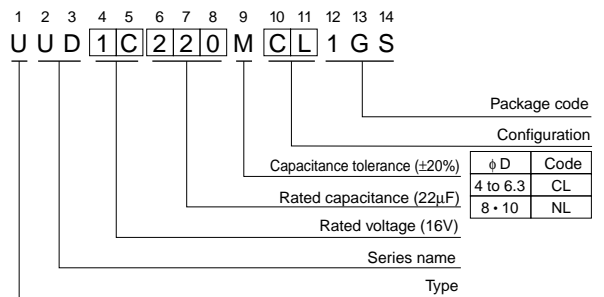 1 2 3 4 5 6 7 8 9 10 11 12 13 14
U U D 1 C 2 2 0 M C L 1 G S
Package code
Configuration
Capacitance tolerance (±20%)
φ D Code
4 to 6.3 CL
8 • 10 NL
Rated capacitance (22µF)
Rated voltage (16V)
Series name
Type